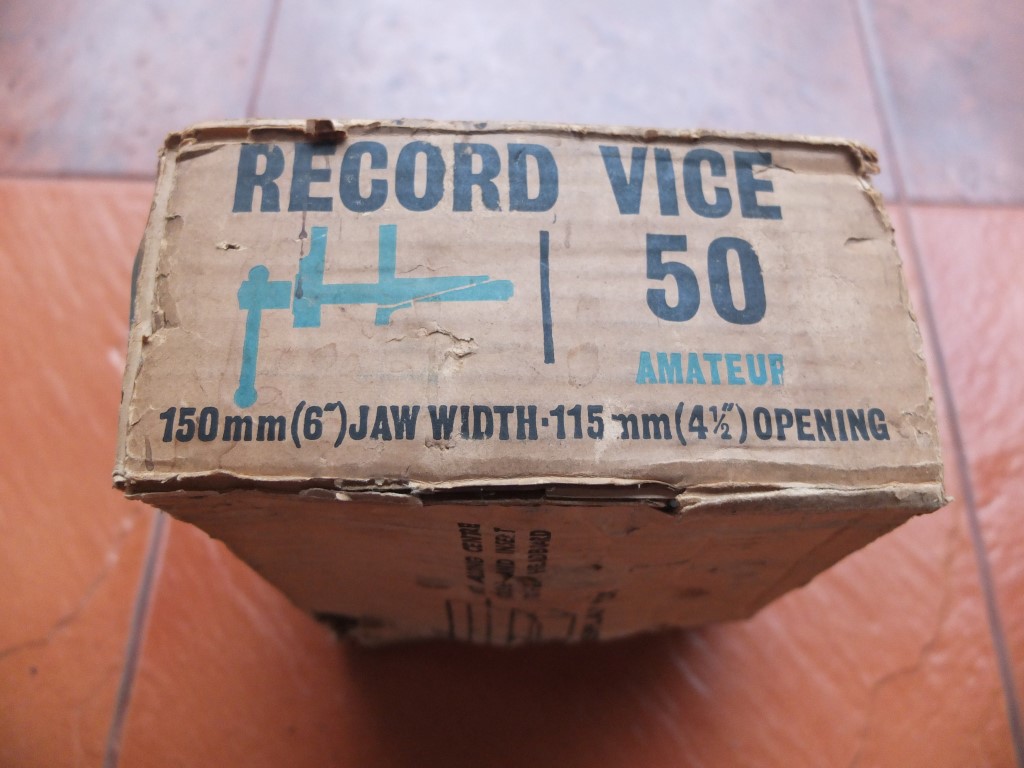 RECORD VICE
50
AMATEUR
150mm (6") JAW WIDTH · 115 mm (4½") OPENING